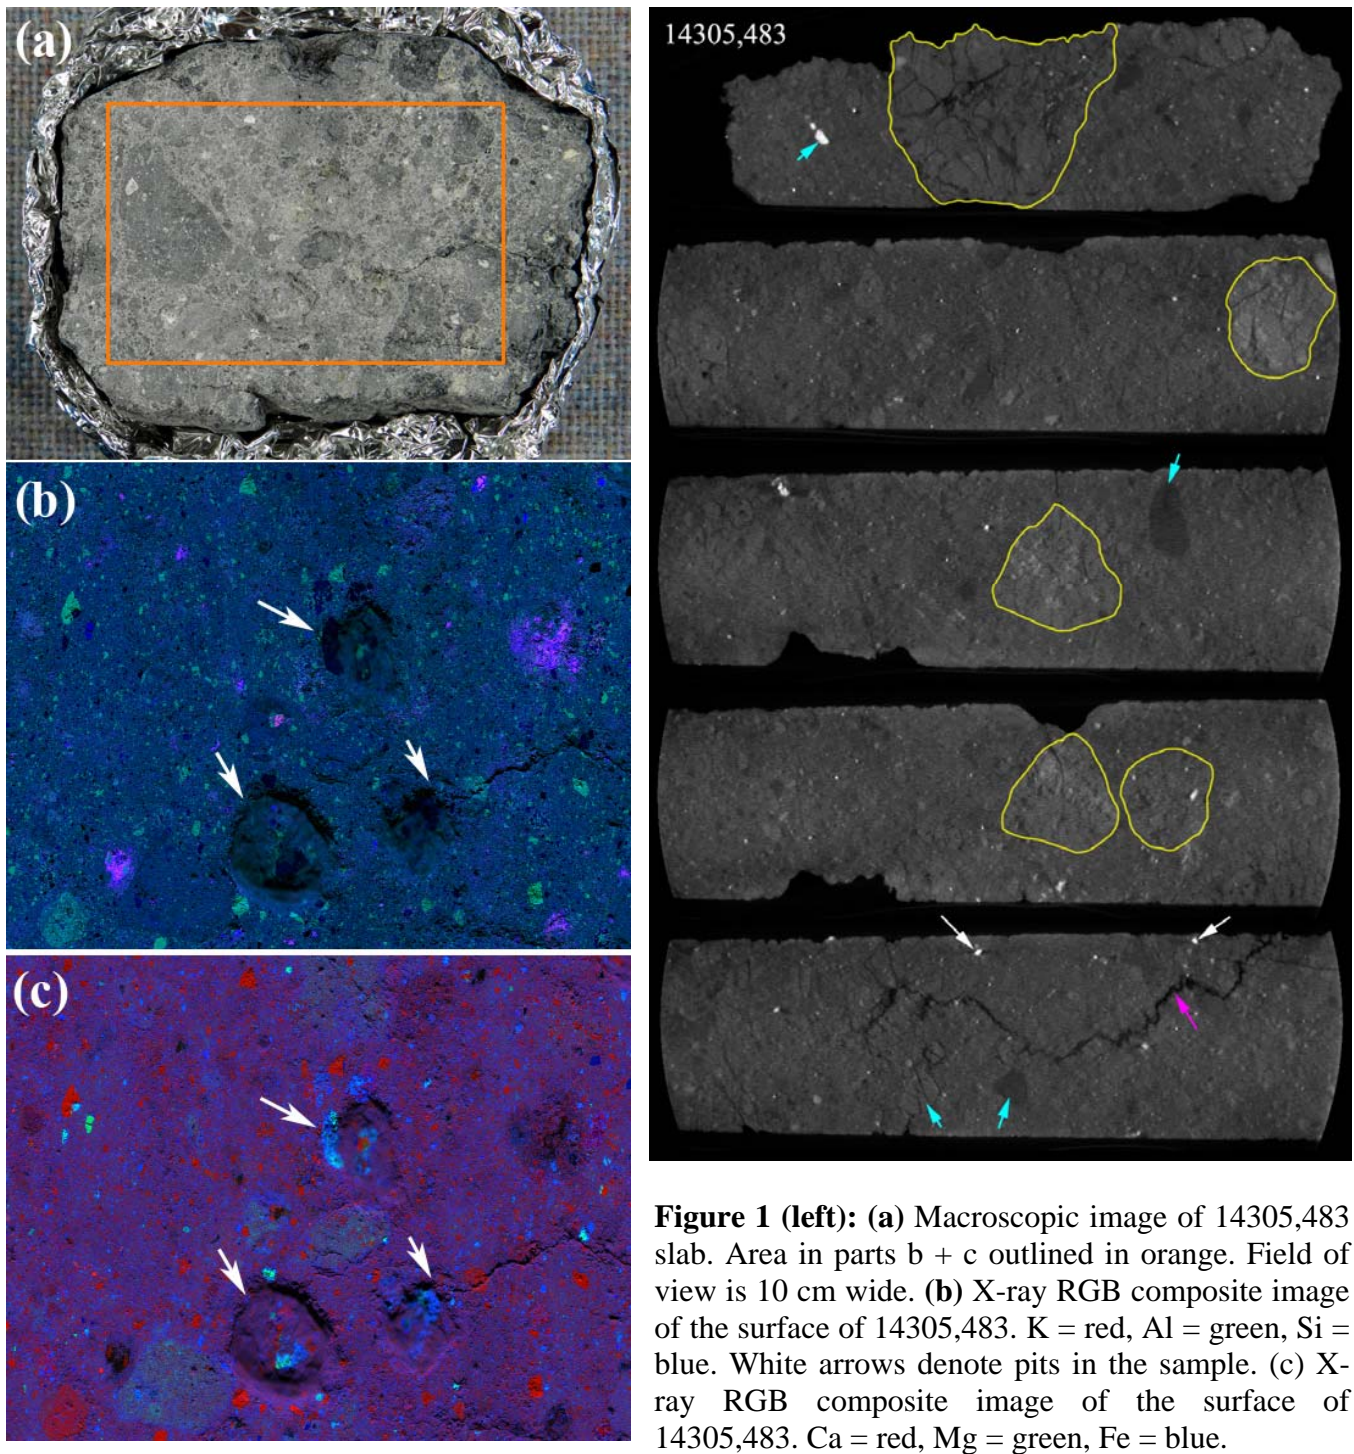 (a)
(b)
(c)
14305,483
Figure 1 (left): (a) Macroscopic image of 14305,483
slab. Area in parts b + c outlined in orange. Field of
view is 10 cm wide. (b) X-ray RGB composite image
of the surface of 14305,483. K = red, Al = green, Si =
blue. White arrows denote pits in the sample. (c) X-
ray RGB composite image of the surface of
14305,483. Ca = red, Mg = green, Fe = blue.